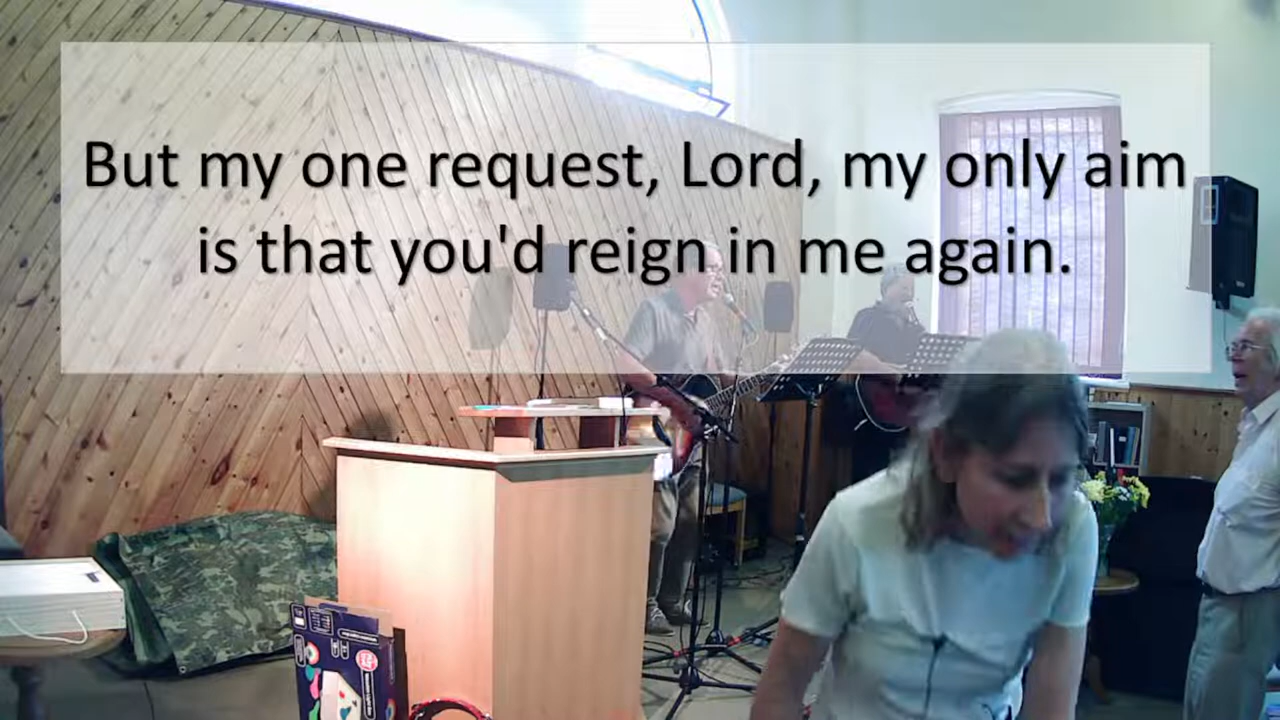 But my one request, Lord, my only aim
is that you'd reign in me again.